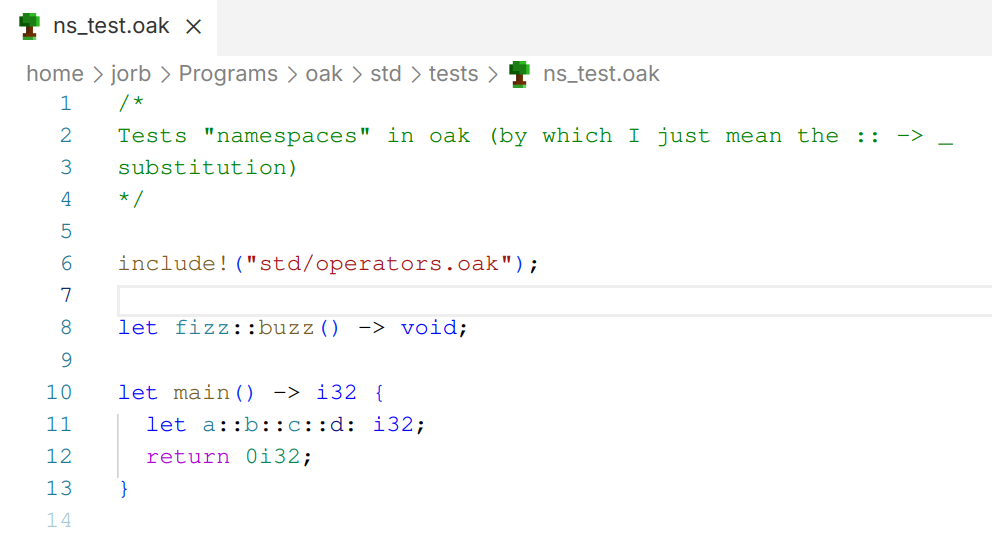 ns_test.oak ×
home > jorb > Programs > oak > std > tests > ns_test.oak
1 /*
2 Tests "namespaces" in oak (by which I just mean the :: -> _
3 substitution)
4 */
5
6 include!("std/operators.oak");
7
8 let fizz::buzz() -> void;
9
10 let main() -> i32 {
11   let a::b::c::d: i32;
12   return 0i32;
13 }
14